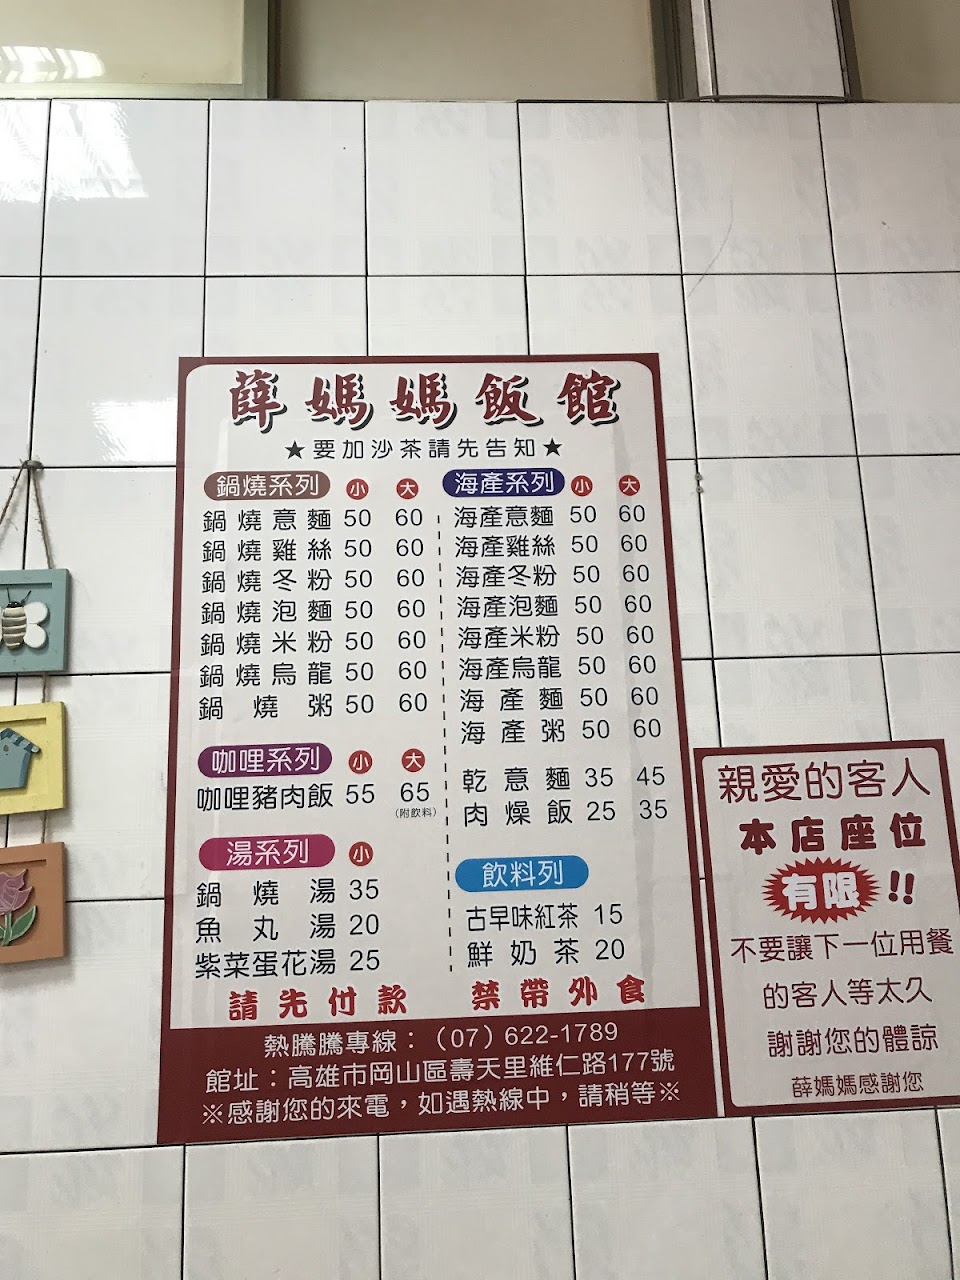 薛媽媽飯館
★要加沙茶請先告知★
鍋燒系列 小 大
鍋燒意麵 50 60
鍋燒雞絲 50 60
鍋燒冬粉 50 60
鍋燒泡麵 50 60
鍋燒米粉 50 60
鍋燒烏龍 50 60
鍋燒粥 50 60
咖哩系列 小 大
咖哩豬肉飯 55 65
(附飲料)
湯系列 小
鍋燒湯 35
魚丸湯 20
紫菜蛋花湯 25
海產系列 小 大
海產意麵 50 60
海產雞絲 50 60
海產冬粉 50 60
海產泡麵 50 60
海產米粉 50 60
海產烏龍 50 60
海產麵 50 60
海產粥 50 60
乾意麵 35 45
肉燥飯 25 35
飲料列
古早味紅茶 15
鮮奶茶 20
請先付款 禁帶外食
熱騰騰專線：（07）622-1789
館址：高雄市岡山區壽天里維仁路177號
※感謝您的來電，如遇熱線中，請稍等※
親愛的客人
本店座位
有限!!
不要讓下一位用餐
的客人等太久
謝謝您的體諒
薛媽媽感謝您